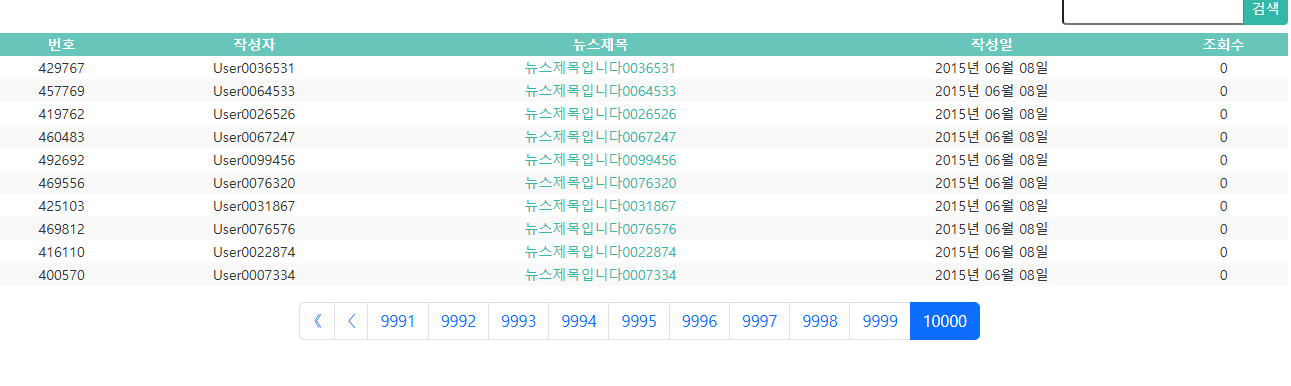 검색
번호 작성자 뉴스제목 작성일 조회수
429767 User0036531 뉴스제목입니다0036531 2015년 06월 08일 0
457769 User0064533 뉴스제목입니다0064533 2015년 06월 08일 0
419762 User0026526 뉴스제목입니다0026526 2015년 06월 08일 0
460483 User0067247 뉴스제목입니다0067247 2015년 06월 08일 0
492692 User0099456 뉴스제목입니다0099456 2015년 06월 08일 0
469556 User0076320 뉴스제목입니다0076320 2015년 06월 08일 0
425103 User0031867 뉴스제목입니다0031867 2015년 06월 08일 0
469812 User0076576 뉴스제목입니다0076576 2015년 06월 08일 0
416110 User0022874 뉴스제목입니다0022874 2015년 06월 08일 0
400570 User0007334 뉴스제목입니다0007334 2015년 06월 08일 0
《 〈 9991 9992 9993 9994 9995 9996 9997 9998 9999 10000